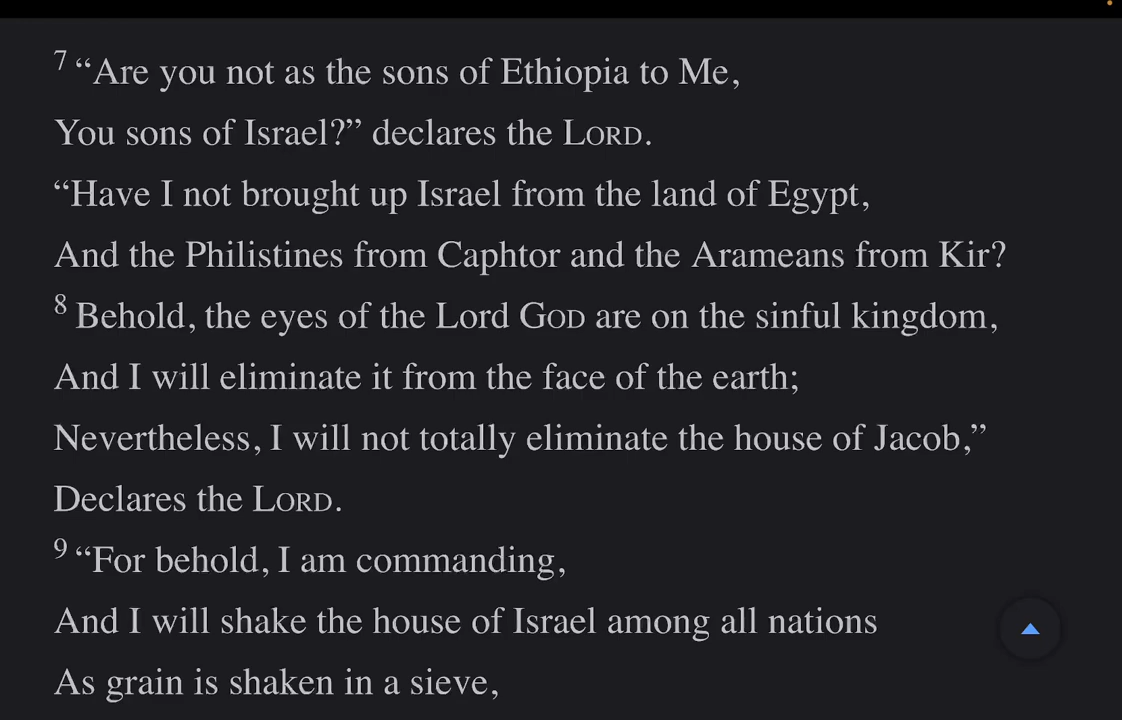 7 “Are you not as the sons of Ethiopia to Me,
You sons of Israel?” declares the LORD.
“Have I not brought up Israel from the land of Egypt,
And the Philistines from Caphtor and the Arameans from Kir?
8 Behold, the eyes of the Lord GOD are on the sinful kingdom,
And I will eliminate it from the face of the earth;
Nevertheless, I will not totally eliminate the house of Jacob,”
Declares the LORD.
9 “For behold, I am commanding,
And I will shake the house of Israel among all nations
As grain is shaken in a sieve,